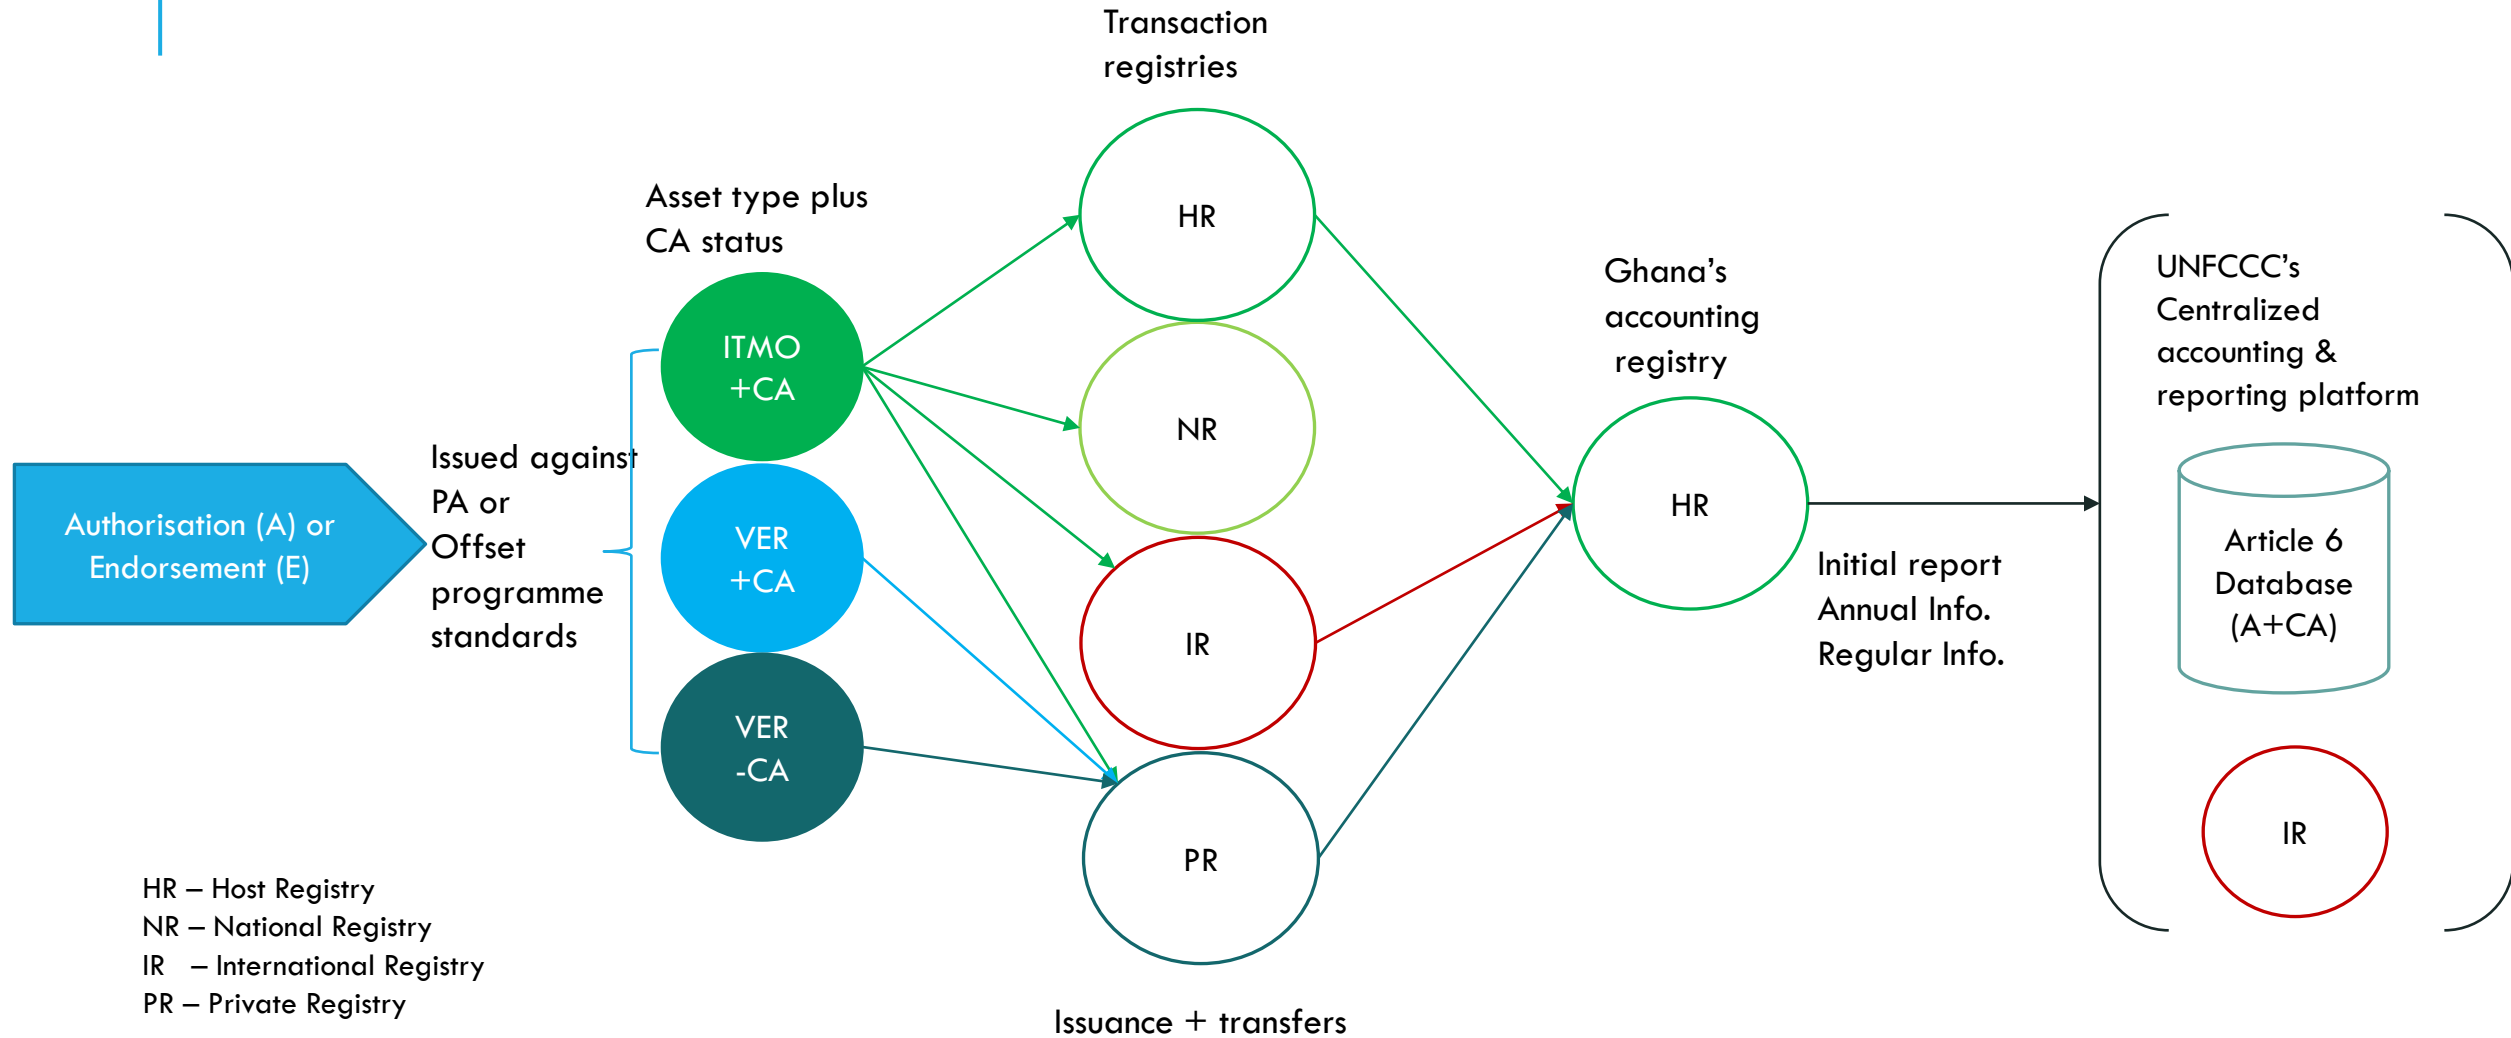 Transaction
registries
Asset type plus
CA status
HR
Ghana's
accounting
registry
UNFCCC's
Centralized
accounting &
reporting platform
ITMO
+CA
NR
Issued against
PA or
Offset
programme
standards
Authorisation (A) or
Endorsement (E)
VER
+CA
HR
Article 6
Database
(A+CA)
Initial report
Annual Info.
Regular Info.
IR
VER
-CA
PR
IR
HR – Host Registry
NR – National Registry
IR – International Registry
PR – Private Registry
Issuance + transfers